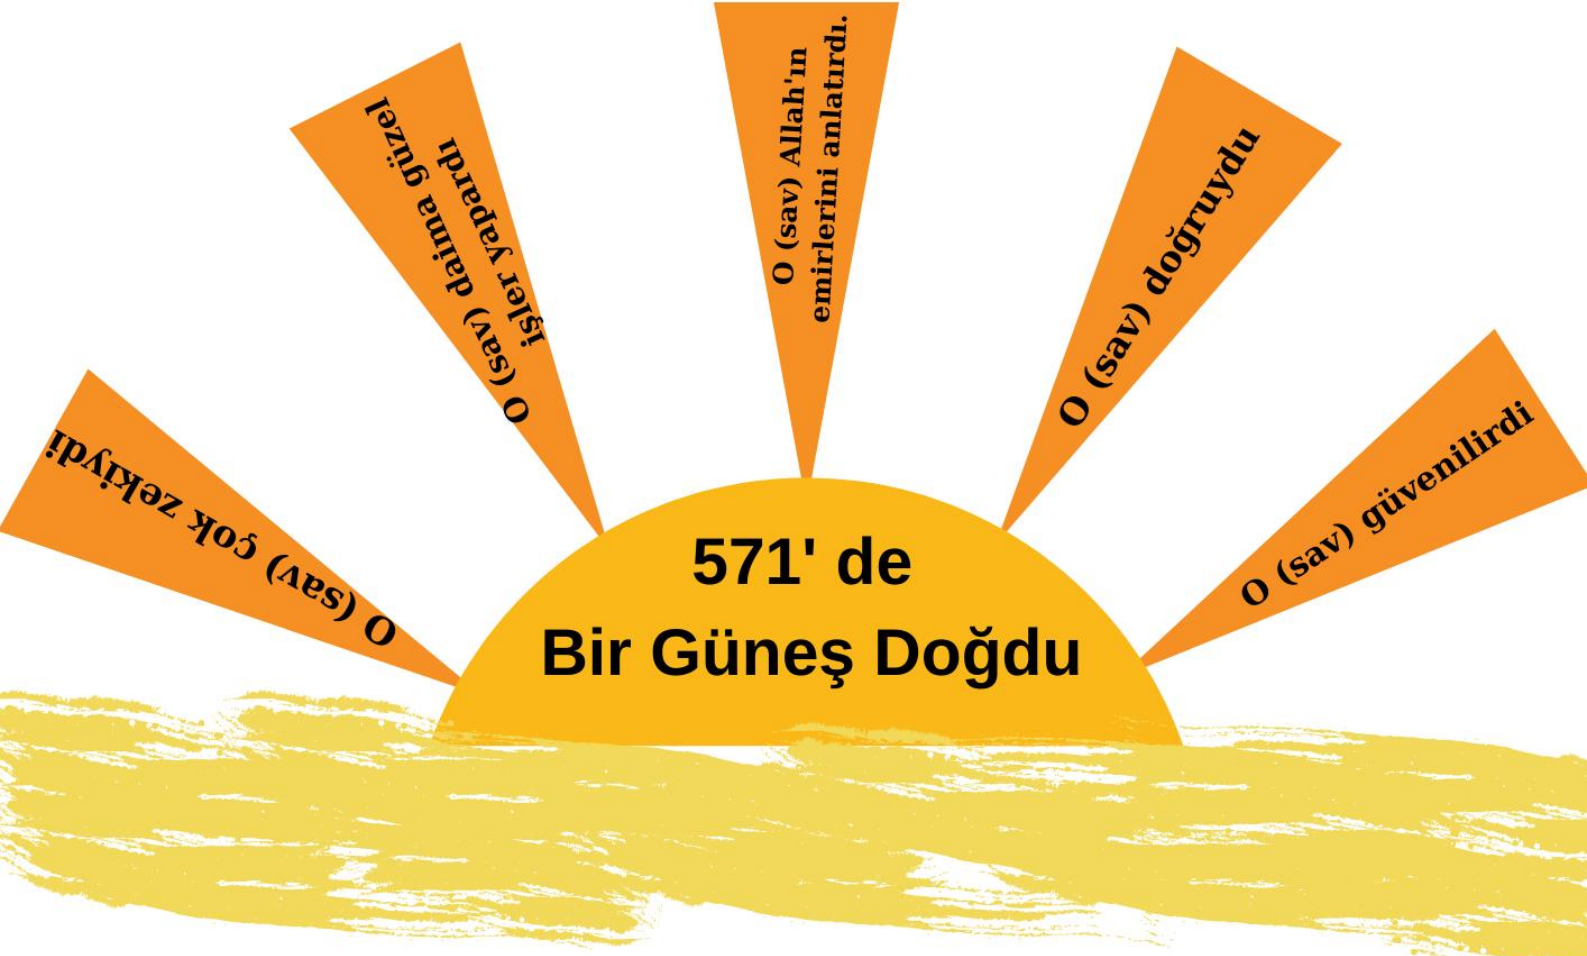 O (sav) çok zekiydi
O (sav) daima güzel
işler yapardı
O (sav) Allah'ın
emirlerini anlatırdı.
O (sav) doğruydu
O (sav) güvenilirdi
571' de
Bir Güneş Doğdu